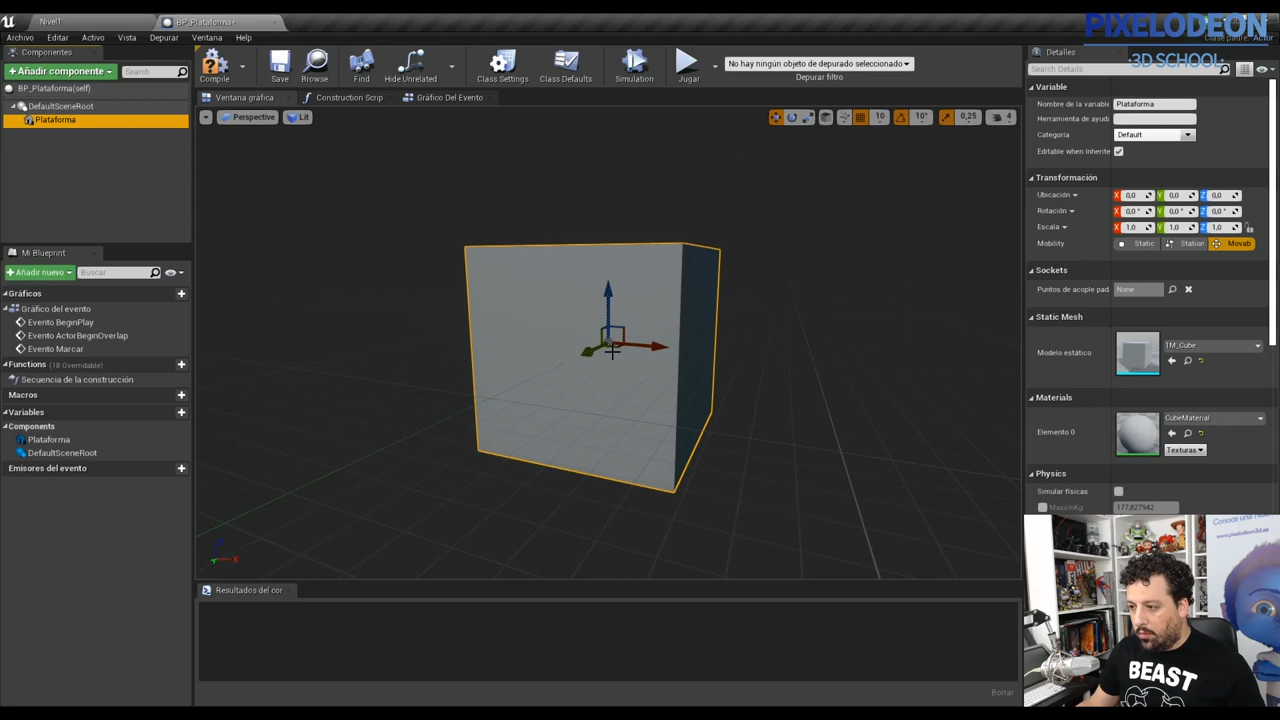 Nivel1
BP_Plataforma*
PIXELODEON
3D SCHOOL
Clase padre: Actor
Archivo Editar Activo Vista Depurar Ventana Help
Componentes
Añadir componente
Search
BP_Plataforma(self)
DefaultSceneRoot
Plataforma
Compile
Save
Browse
Find
Hide Unrelated
Class Settings
Class Defaults
Simulation
Jugar
No hay ningún objeto de depurado seleccionado
Depurar filtro
Ventana gráfica
Construction Scrip
Gráfico Del Evento
Perspective
Lit
10
10°
0,25
4
Mi Blueprint
Añadir nuevo
Buscar
Gráficos
Gráfico del evento
Evento BeginPlay
Evento ActorBeginOverlap
Evento Marcar
Functions (18 Overridable)
Secuencia de la construcción
Macros
Variables
Components
Plataforma
DefaultSceneRoot
Emisores del evento
Resultados del cor
Borrar
Detalles
Search Details
Variable
Nombre de la variable Plataforma
Herramienta de ayuda
Categoría Default
Editable when Inherite
Transformación
Ubicación X 0,0 Y 0,0 Z 0,0
Rotación X 0,0 ° Y 0,0 ° Z 0,0 °
Escala X 1,0 Y 1,0 Z 1,0
Mobility Static Station Movab
Sockets
Puntos de acople pad None
Static Mesh
Modelo estático 1M_Cube
Materials
Elemento 0 CubeMaterial
Texturas
Physics
Simular físicas
MassInKg 177,827942
BEAST